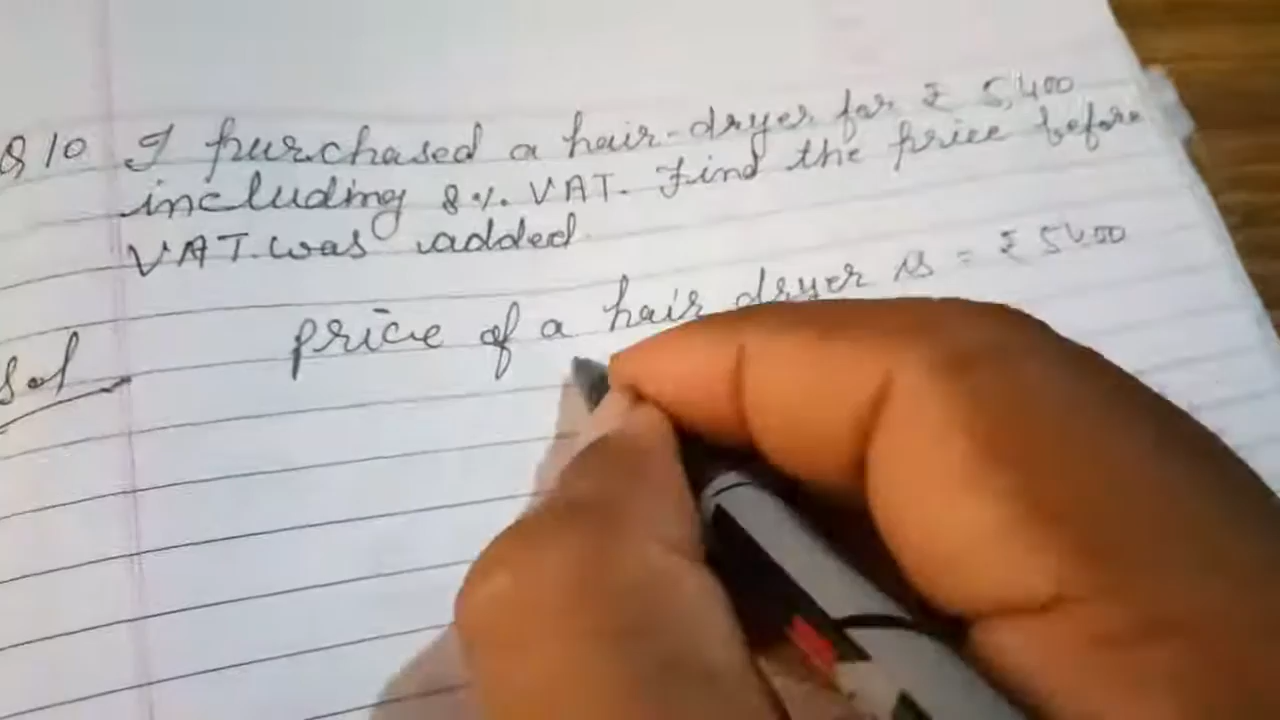 Q 10 I purchased a hair-dryer for ₹ 5,400
including 8%. VAT. Find the price before
VAT. was added.
Sol price of a hair dryer is = ₹ 5400